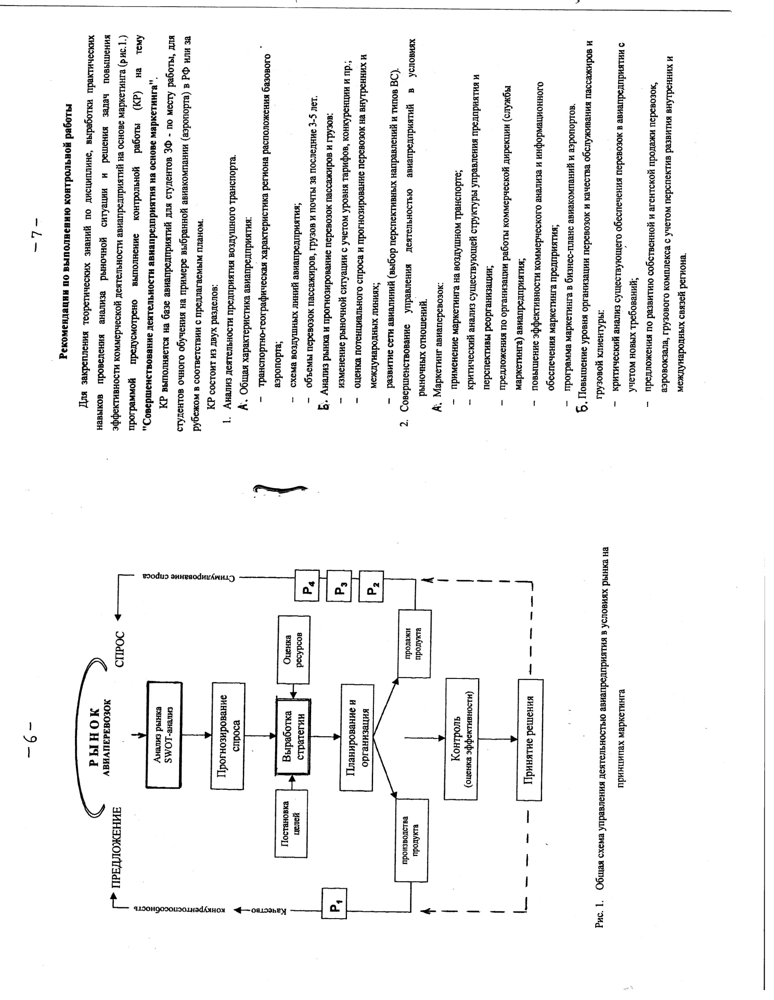 - 6 -
РЫНОК
АВИАПЕРЕВОЗОК
ПРЕДЛОЖЕНИЕ
СПРОС
Анализ рынка
SWOT-анализ
Прогнозирование
спроса
Постановка
целей
Выработка
стратегии
Оценка
ресурсов
Планирование и
организация
производства
продукта
продажи
продукта
Контроль
(оценка эффективности)
Принятие решения
Качество
конкурентоспособность
P1
Стимулирование спроса
P4
P3
P2
Рис. 1. Общая схема управления деятельностью авиапредприятия в условиях рынка на
принципах маркетинга
- 7 -
Рекомендации по выполнению контрольной работы
Для закрепления теоретических знаний по дисциплине, выработки практических
навыков проведения анализа рыночной ситуации и решения задач повышения
эффективности коммерческой деятельности авиапредприятий на основе маркетинга (рис.1.)
программой предусмотрено выполнение контрольной работы (КР) на тему
"Совершенствование деятельности авиапредприятия на основе маркетинга".
КР выполняется на базе авиапредприятий для студентов ЗФ - по месту работы, для
студентов очного обучения на примере выбранной авиакомпании (аэропорта) в РФ или за
рубежом в соответствии с предлагаемым планом.
КР состоит из двух разделов:
1. Анализ деятельности предприятия воздушного транспорта.
А. Общая характеристика авиапредприятия:
– транспортно-географическая характеристика региона расположения базового
аэропорта;
– схема воздушных линий авиапредприятия;
– объемы перевозок пассажиров, грузов и почты за последние 3-5 лет.
Б. Анализ рынка и прогнозирование перевозок пассажиров и грузов:
– изменение рыночной ситуации с учетом уровня тарифов, конкуренции и пр.;
– оценка потенциального спроса и прогнозирование перевозок на внутренних и
международных линиях;
– развитие сети авиалиний (выбор перспективных направлений и типов ВС).
2. Совершенствование управления деятельностью авиапредприятий в условиях
рыночных отношений.
А. Маркетинг авиаперевозок:
– применение маркетинга на воздушном транспорте;
– критический анализ существующей структуры управления предприятия и
перспективы реорганизации;
– предложения по организации работы коммерческой дирекции (службы
маркетинга) авиапредприятия;
– повышение эффективности коммерческого анализа и информационного
обеспечения маркетинга предприятия;
– программа маркетинга в бизнес-плане авиакомпаний и аэропортов.
Б. Повышение уровня организации перевозок и качества обслуживания пассажиров и
грузовой клиентуры:
– критический анализ существующего обеспечения перевозок в авиапредприятии с
учетом новых требований;
– предложения по развитию собственной и агентской продажи перевозок,
аэровокзала, грузового комплекса с учетом перспектив развития внутренних и
международных связей региона.